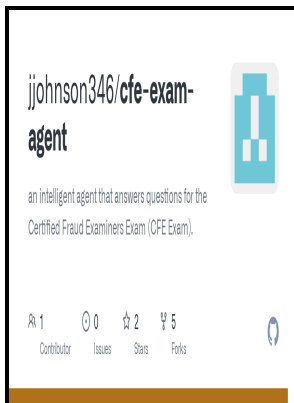 jjohnson346/cfe-exam-
agent
an intelligent agent that answers questions for the
Certified Fraud Examiners Exam (CFE Exam).
1 0 2 5
Contributor Issues Stars Forks